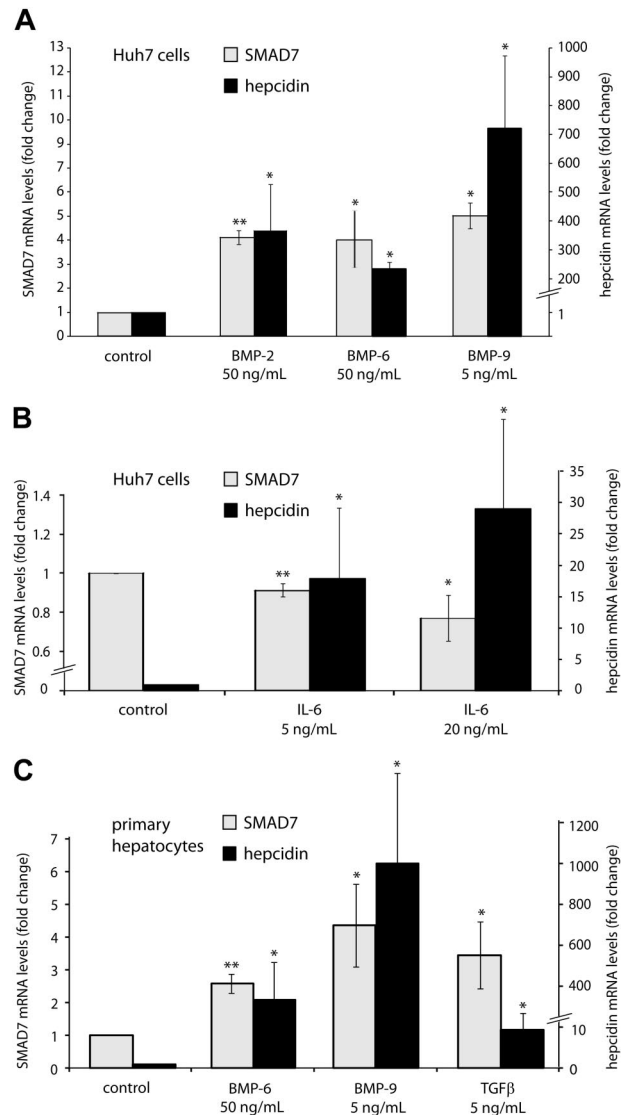 A
Huh7 cells
SMAD7
hepcidin
SMAD7 mRNA levels (fold change)
13
12
11
10
9
8
7
6
5
4
3
2
1
0
hepcidin mRNA levels (fold change)
1000
900
800
700
600
500
400
300
200
1
** * * * * *
control BMP-2 BMP-6 BMP-9
50 ng/mL 50 ng/mL 5 ng/mL
B
Huh7 cells
SMAD7
hepcidin
SMAD7 mRNA levels (fold change)
1.4
1.2
1
0.8
0.6
0
hepcidin mRNA levels (fold change)
35
30
25
20
15
10
5
0
** * * *
control IL-6 IL-6
5 ng/mL 20 ng/mL
C
primary
hepatocytes
SMAD7
hepcidin
SMAD7 mRNA levels (fold change)
7
6
5
4
3
2
1
0
hepcidin mRNA levels (fold change)
1200
1000
800
600
400
10
0
** * * * * *
control BMP-6 BMP-9 TGFβ
50 ng/mL 5 ng/mL 5 ng/mL